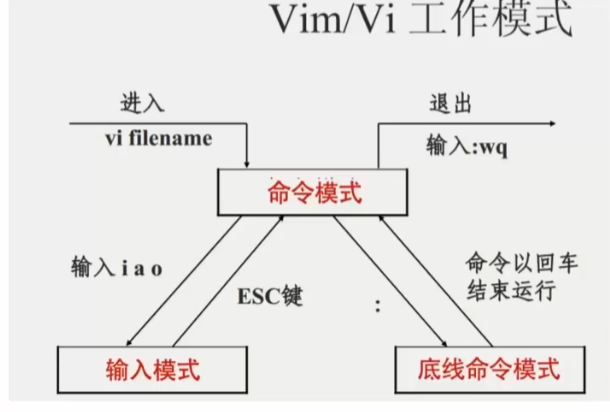 Vim/Vi 工作模式
进入
vi filename
退出
输入:wq
命令模式
输入 i a o
ESC键
:
命令以回车
结束运行
输入模式
底线命令模式